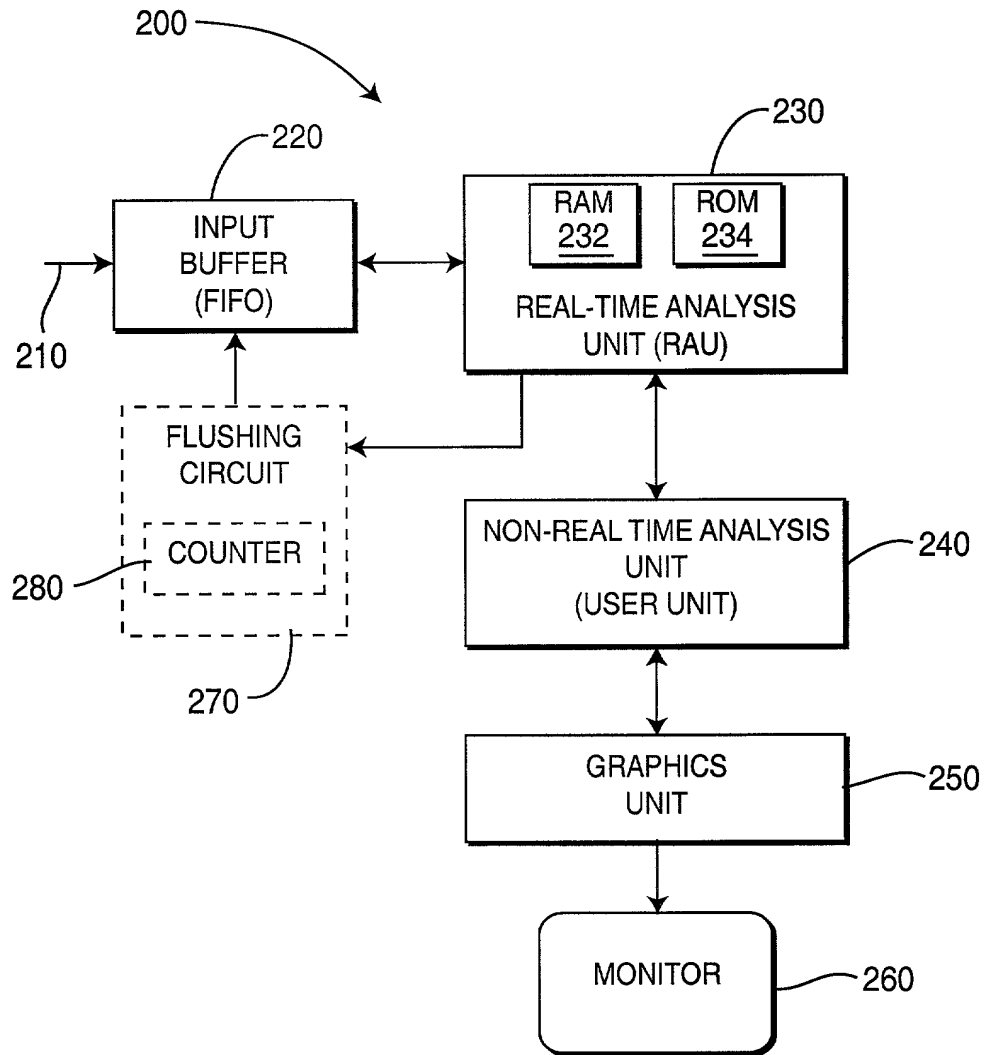 200
220
230
INPUT
BUFFER
(FIFO)
RAM
232
ROM
234
REAL-TIME ANALYSIS
UNIT (RAU)
210
FLUSHING
CIRCUIT
COUNTER
280
270
NON-REAL TIME ANALYSIS
UNIT
(USER UNIT)
240
GRAPHICS
UNIT
250
MONITOR
260